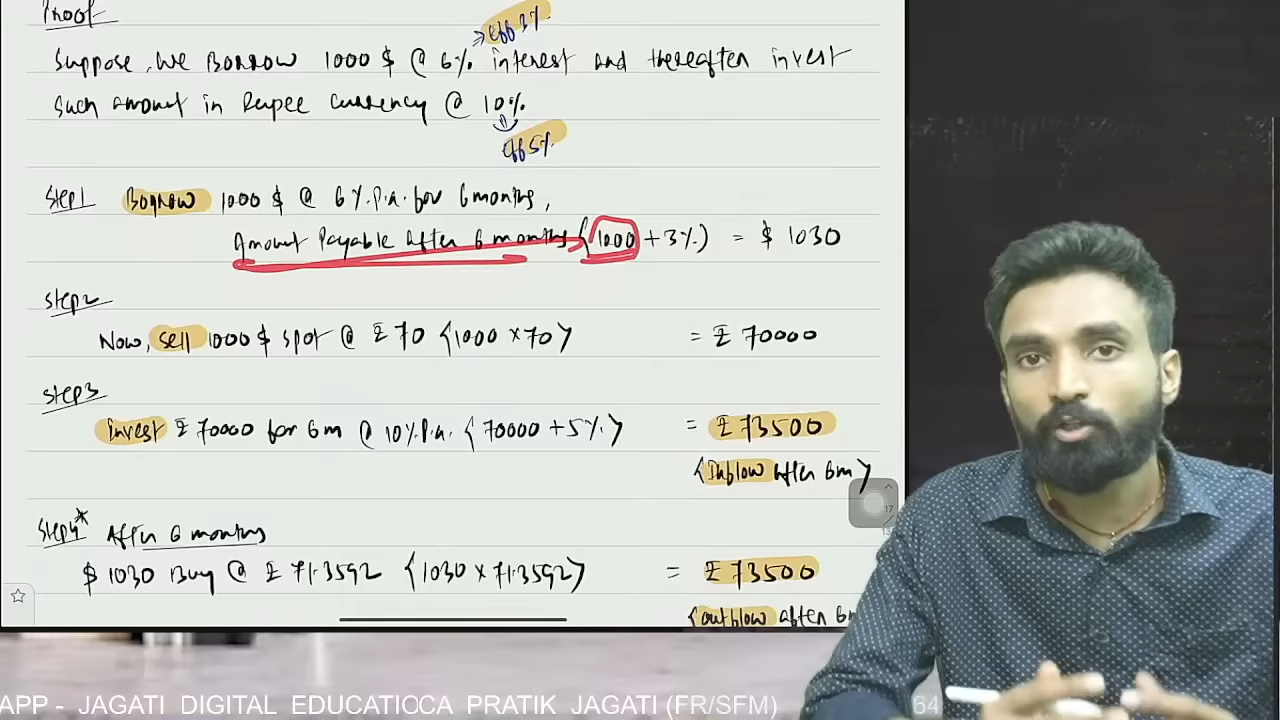 Proof
⇒ eff 3%
Suppose, We Borrow 1000 $ @ 6% interest and thereafter invest
Such amount in Rupee currency @ 10%
eff 5%
Step1 Borrow 1000 $ @ 6%.P.a. for 6 months,
Amount Payable after 6 months {1000 + 3%} = $ 1030
Step2
Now, sell 1000 $ spot @ ₹ 70 {1000 × 70} = ₹ 70000
Step3
Invest ₹ 70000 for 6m @ 10%.P.a. {70000 + 5%} = ₹ 73500
{Inflow after 6m}
Step4* After 6 months
$ 1030 Buy @ ₹ 71.3592 {1030 × 71.3592} = ₹ 73500
{outflow after 6m
17
APP - JAGATI DIGITAL EDUCATIOCA PRATIK JAGATI (FR/SFM) 64